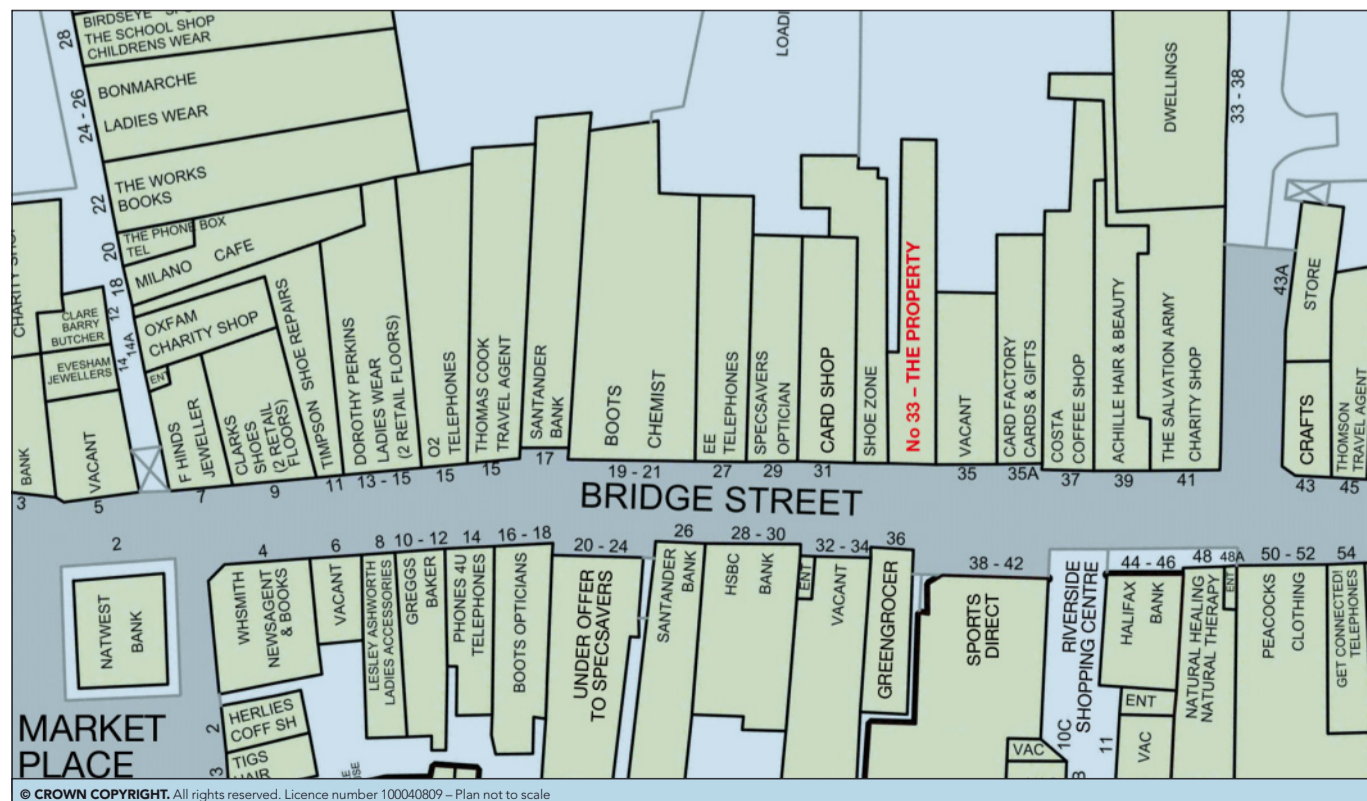 BIRDSEYE
THE SCHOOL SHOP
CHILDRENS WEAR
28
BONMARCHE
LADIES WEAR
24 - 26
THE WORKS
BOOKS
22
THE PHONE BOX
TEL
20
MILANO CAFE
18
OXFAM
CHARITY SHOP
12
14A
14
CHARITY SHOP
CLARE
BARRY
BUTCHER
EVESHAM
JEWELLERS
BANK
3
VACANT
5
ENT
F HINDS
JEWELLER
7
CLARKS
SHOES
(2 RETAIL
FLOORS)
9
TIMPSON SHOE REPAIRS
11
DOROTHY PERKINS
LADIES WEAR
(2 RETAIL FLOORS)
13 - 15
O2
TELEPHONES
15
THOMAS COOK
TRAVEL AGENT
15
SANTANDER
BANK
17
BOOTS
CHEMIST
19 - 21
EE
TELEPHONES
27
SPECSAVERS
OPTICIAN
29
CARD SHOP
31
SHOE ZONE
No 33 – THE PROPERTY
VACANT
35
CARD FACTORY
CARDS & GIFTS
35A
COSTA
COFFEE SHOP
37
ACHILLE HAIR & BEAUTY
39
THE SALVATION ARMY
CHARITY SHOP
41
DWELLINGS
33 - 38
43A
STORE
CRAFTS
43
THOMSON
TRAVEL AGENT
45
BRIDGE STREET
2
NATWEST
BANK
MARKET
PLACE
4
WHSMITH
NEWSAGENT
& BOOKS
2
HERLIES
COFF SH
3
TIGS
HAIR
6
VACANT
8
LESLEY ASHWORTH
LADIES ACCESSORIES
10 - 12
GREGGS
BAKER
14
PHONES 4U
TELEPHONES
16 - 18
BOOTS OPTICIANS
20 - 24
UNDER OFFER
TO SPECSAVERS
26
SANTANDER
BANK
28 - 30
HSBC
BANK
32 - 34
ENT
VACANT
36
GREENGROCER
38 - 42
SPORTS
DIRECT
RIVERSIDE
SHOPPING CENTRE
10C
VAC
11
44 - 46
HALIFAX
BANK
ENT
VAC
48
NATURAL HEALING
NATURAL THERAPY
48A
ENT
50 - 52
PEACOCKS
CLOTHING
54
GET CONNECTED!
TELEPHONES
© CROWN COPYRIGHT. All rights reserved. Licence number 100040809 – Plan not to scale